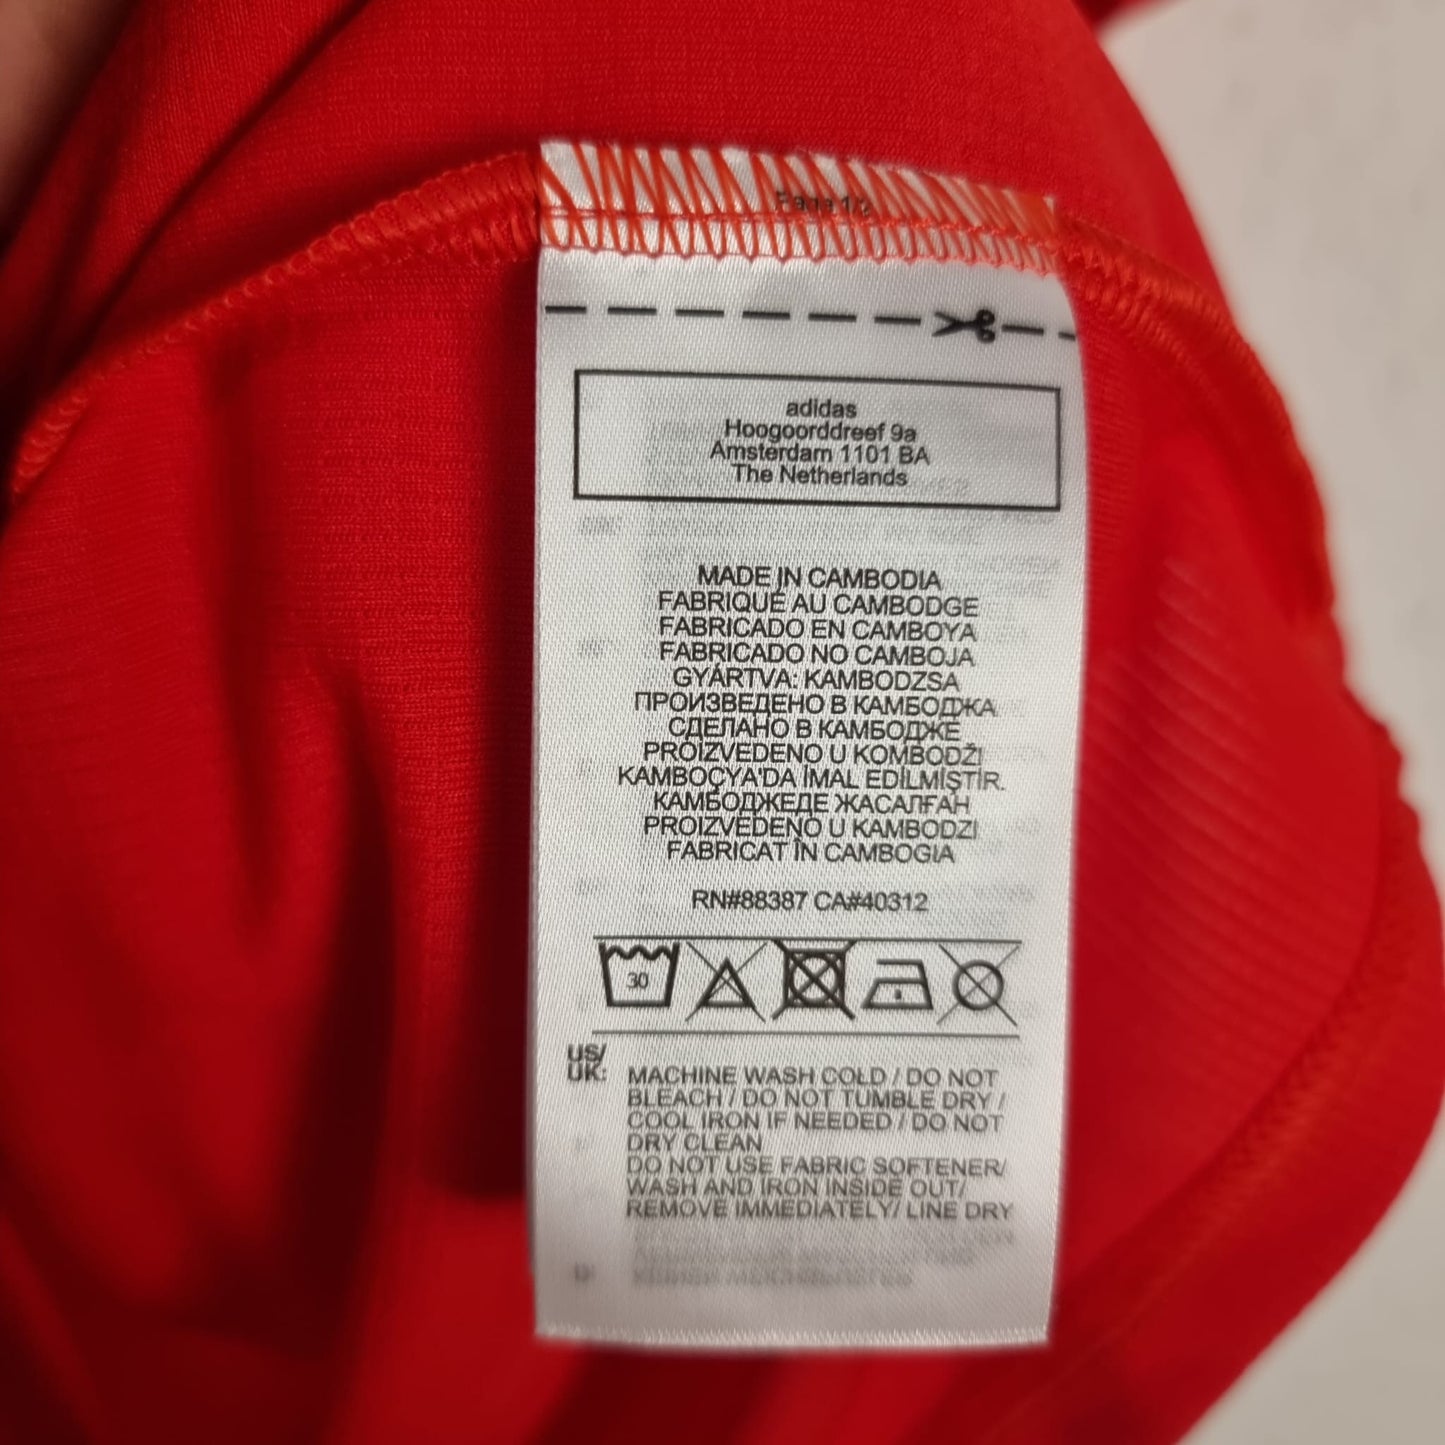 adidas
Hoogoorddreef 9a
Amsterdam 1101 BA
The Netherlands
MADE IN CAMBODIA
FABRIQUÉ AU CAMBODGE
FABRICADO EN CAMBOYA
FABRICADO NO CAMBOJA
GYÁRTVA: KAMBODZSA
ПРОИЗВЕДЕНО В КАМБОДЖА
СДЕЛАНО В КАМБОДЖЕ
PROIZVEDENO U KOMBODŽI
KAMBOÇYA'DA İMAL EDİLMİŞTİR.
КАМБОДЖЕДЕ ЖАСАЛҒАН
PROIZVEDENO U KAMBODZI
FABRICAT ÎN CAMBOGIA
RN#88387 CA#40312
30
US/
UK: MACHINE WASH COLD / DO NOT
BLEACH / DO NOT TUMBLE DRY /
COOL IRON IF NEEDED / DO NOT
DRY CLEAN
DO NOT USE FABRIC SOFTENER/
WASH AND IRON INSIDE OUT/
REMOVE IMMEDIATELY/ LINE DRY